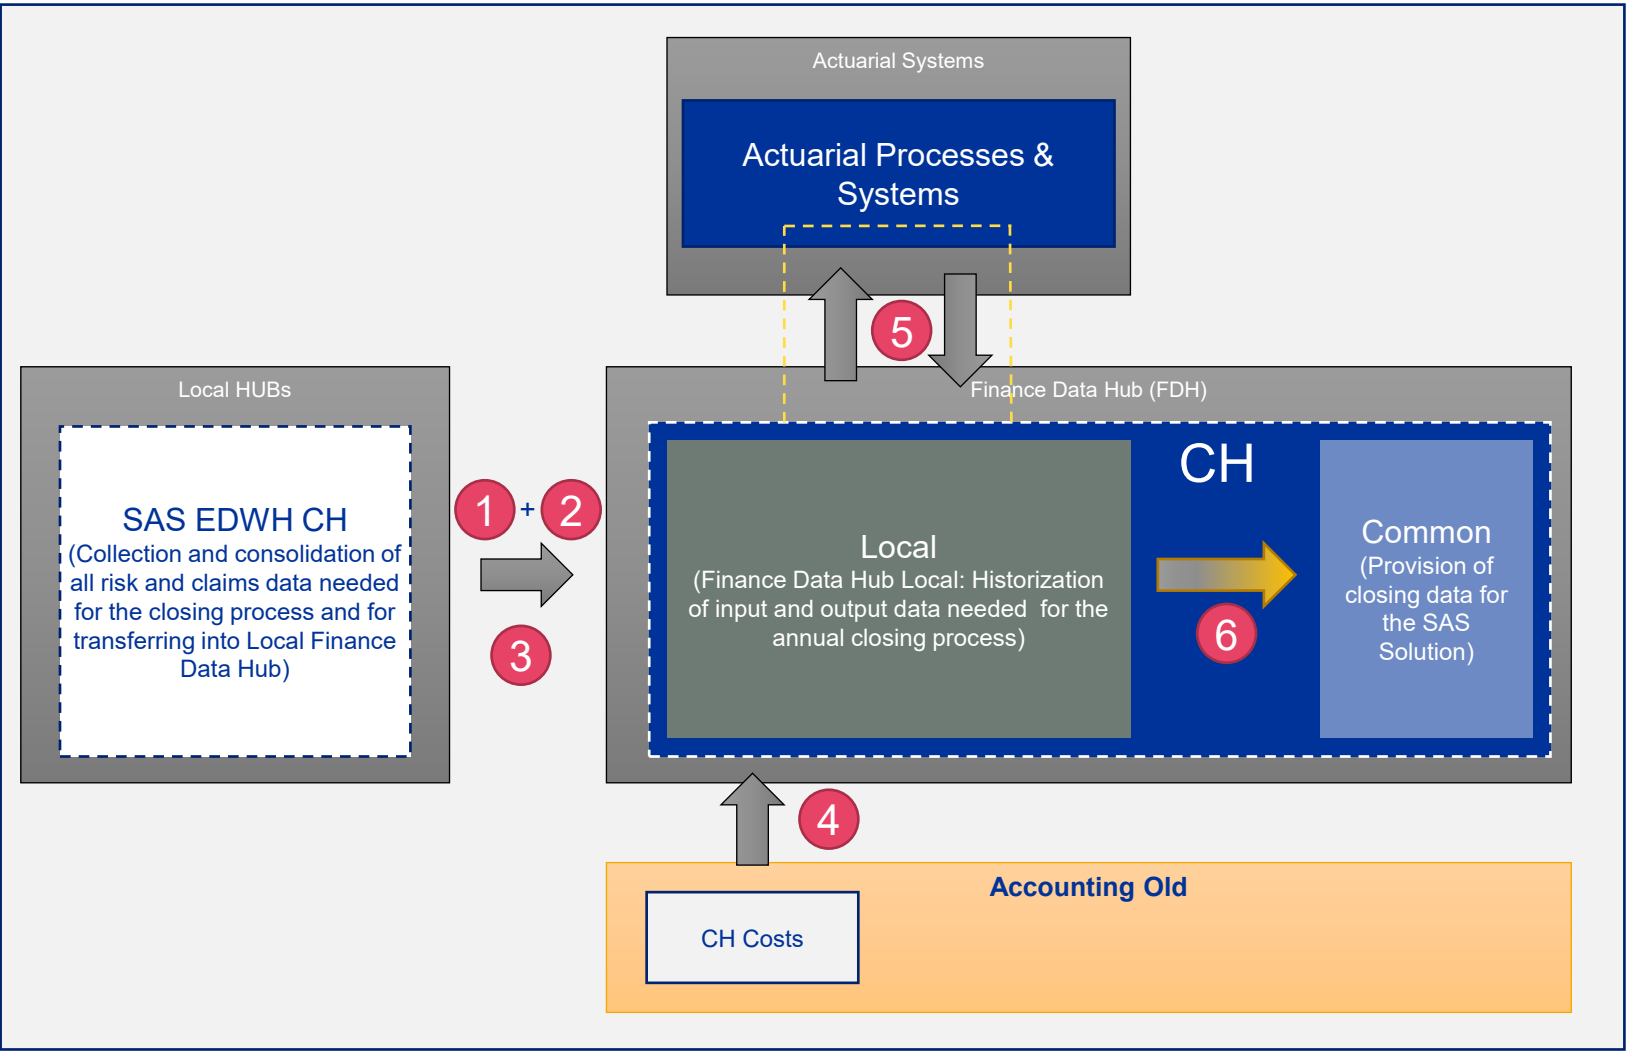 Actuarial Systems
Actuarial Processes &
Systems
5
Local HUBs
SAS EDWH CH
(Collection and consolidation of
all risk and claims data needed
for the closing process and for
transferring into Local Finance
Data Hub)
1 + 2
3
Finance Data Hub (FDH)
CH
Local
(Finance Data Hub Local: Historization
of input and output data needed  for the
annual closing process)
6
Common
(Provision of
closing data for
the SAS
Solution)
4
Accounting Old
CH Costs